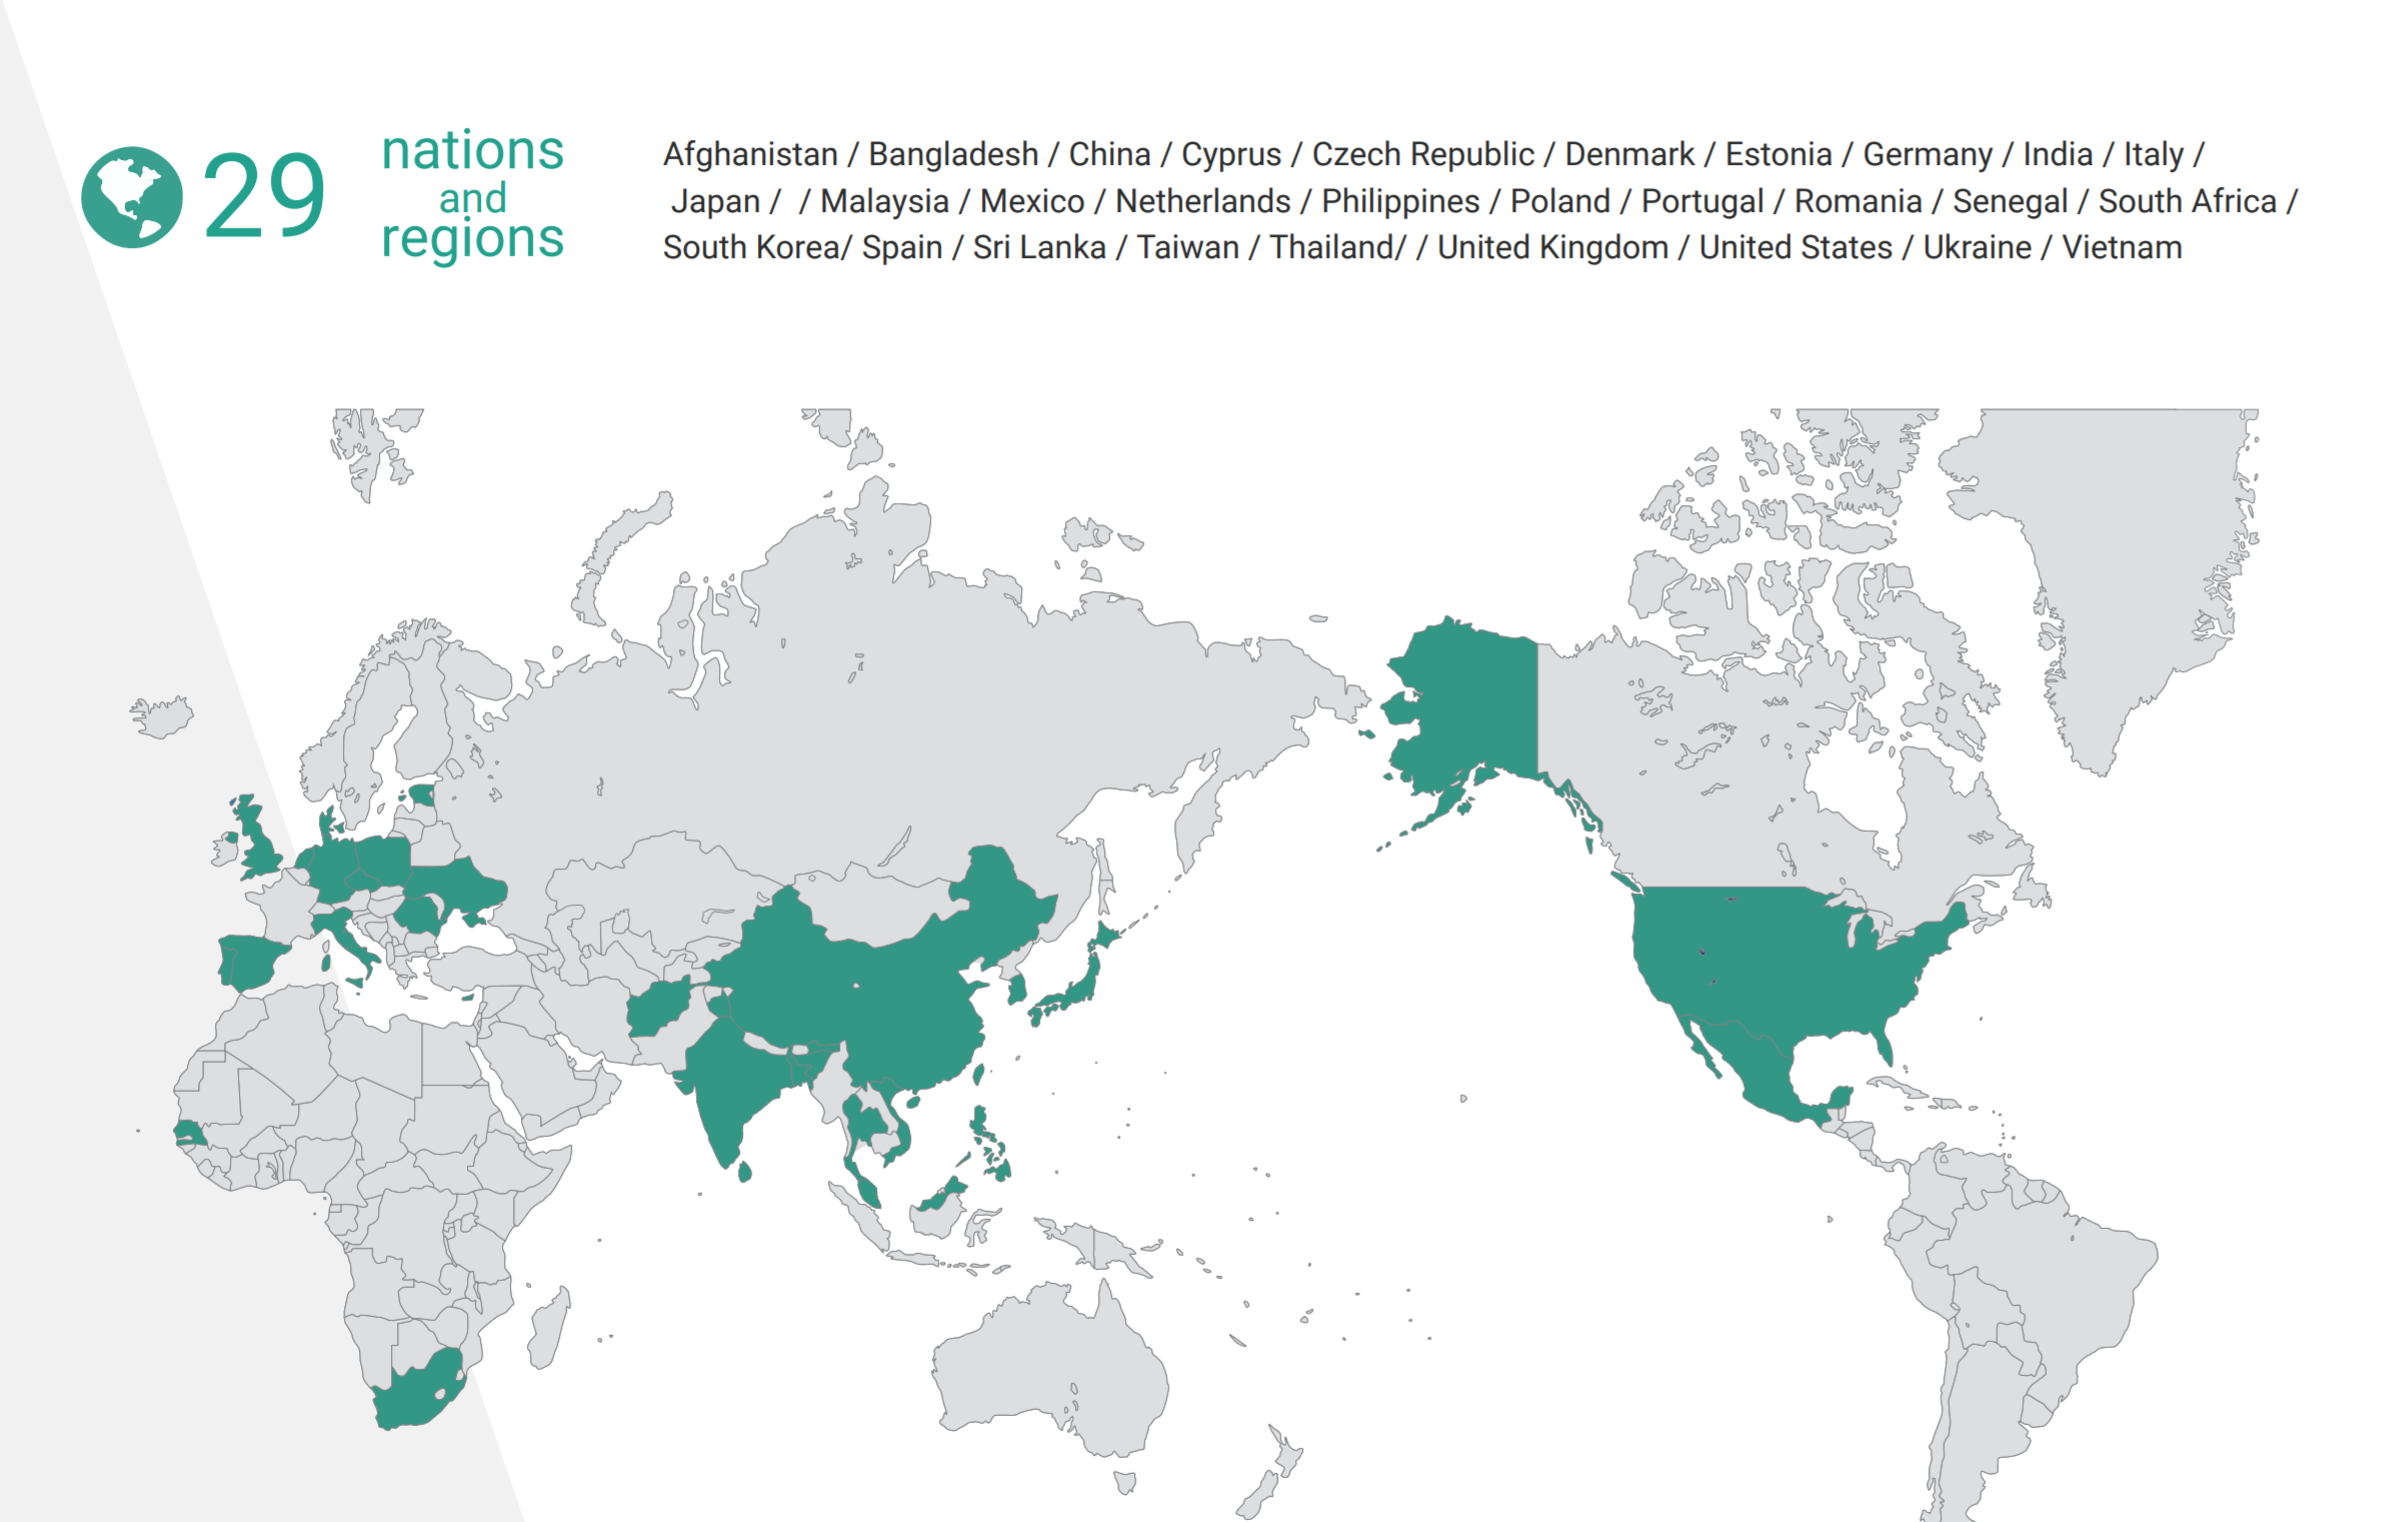 29
nations
and
regions
Afghanistan / Bangladesh / China / Cyprus / Czech Republic / Denmark / Estonia / Germany / India / Italy /
Japan /  / Malaysia / Mexico / Netherlands / Philippines / Poland / Portugal / Romania / Senegal / South Africa /
South Korea/ Spain / Sri Lanka / Taiwan / Thailand/ / United Kingdom / United States / Ukraine / Vietnam